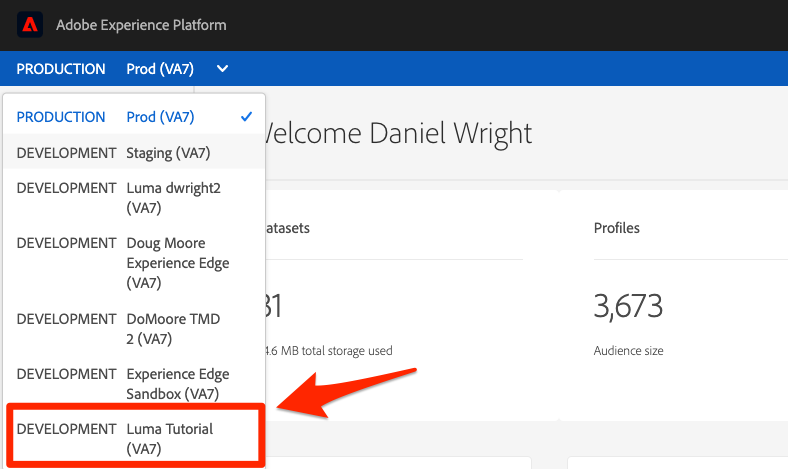 Adobe Experience Platform
PRODUCTION Prod (VA7)
PRODUCTION Prod (VA7)
DEVELOPMENT Staging (VA7)
DEVELOPMENT Luma dwright2
(VA7)
DEVELOPMENT Doug Moore
Experience Edge
(VA7)
DEVELOPMENT DoMoore TMD
2 (VA7)
DEVELOPMENT Experience Edge
Sandbox (VA7)
DEVELOPMENT Luma Tutorial
(VA7)
Welcome Daniel Wright
atasets
31
4.6 MB total storage used
Profiles
3,673
Audience size